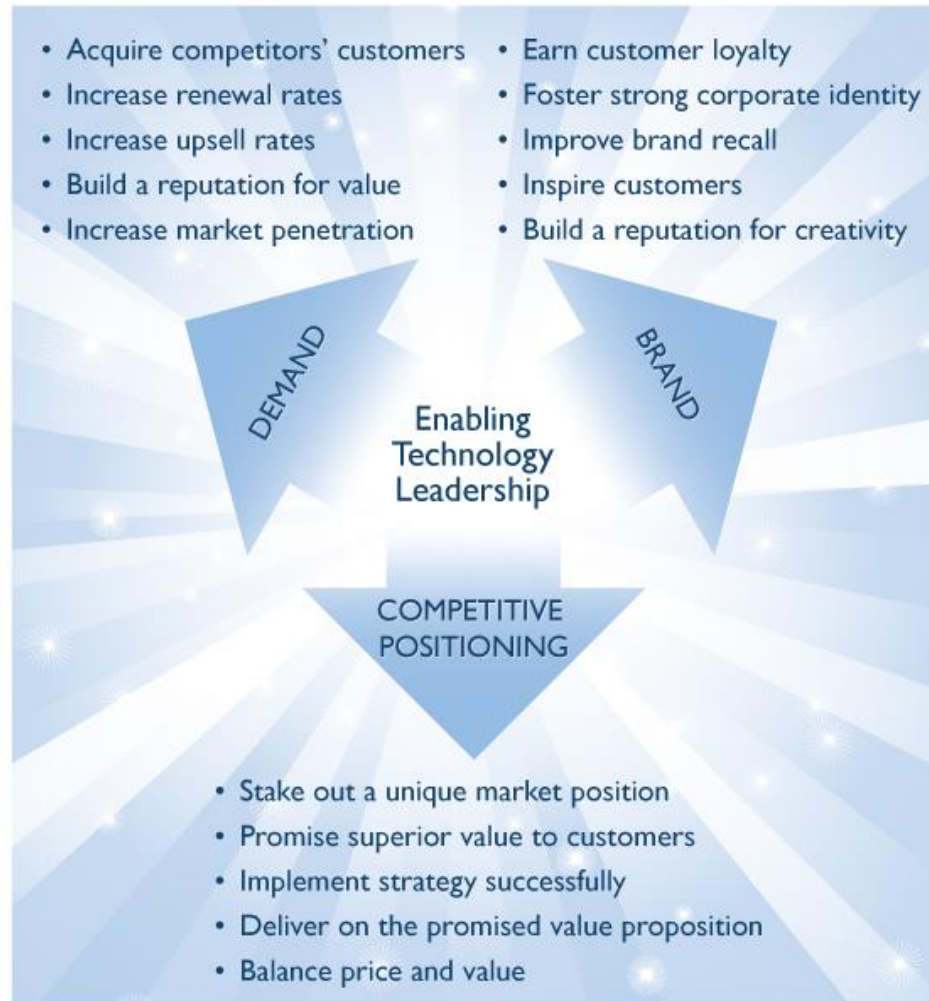 • Acquire competitors’ customers
• Increase renewal rates
• Increase upsell rates
• Build a reputation for value
• Increase market penetration
• Earn customer loyalty
• Foster strong corporate identity
• Improve brand recall
• Inspire customers
• Build a reputation for creativity
DEMAND
BRAND
Enabling
Technology
Leadership
COMPETITIVE
POSITIONING
• Stake out a unique market position
• Promise superior value to customers
• Implement strategy successfully
• Deliver on the promised value proposition
• Balance price and value